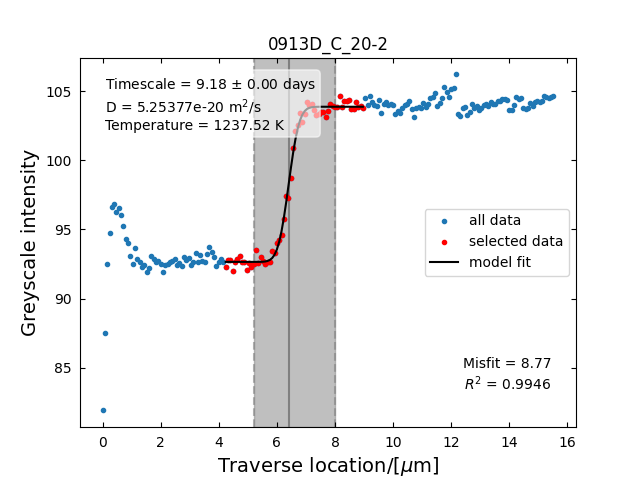 0913D_C_20-2
Timescale = 9.18 ± 0.00 days
D = 5.25377e-20 m²/s
Temperature = 1237.52 K
105
100
95
90
85
Greyscale intensity
all data
selected data
model fit
Misfit = 8.77
R² = 0.9946
0 2 4 6 8 10 12 14 16
Traverse location/[μm]